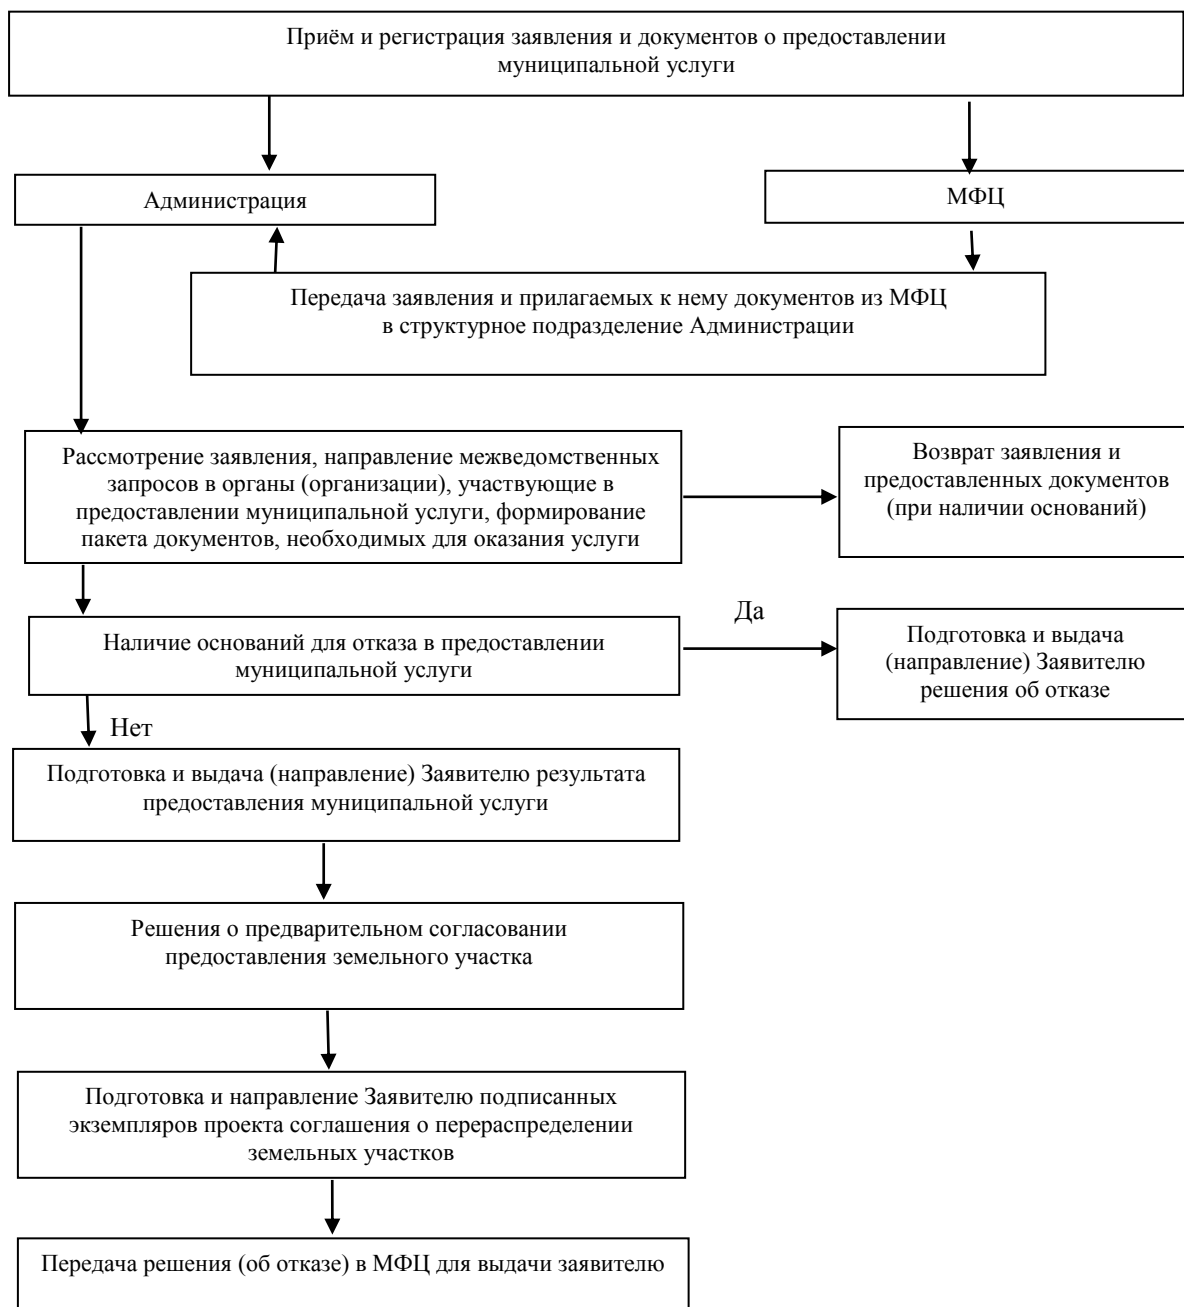 Приём и регистрация заявления и документов о предоставлении
муниципальной услуги
Администрация
МФЦ
Передача заявления и прилагаемых к нему документов из МФЦ
в структурное подразделение Администрации
Рассмотрение заявления, направление межведомственных
запросов в органы (организации), участвующие в
предоставлении муниципальной услуги, формирование
пакета документов, необходимых для оказания услуги
Возврат заявления и
предоставленных документов
(при наличии оснований)
Наличие оснований для отказа в предоставлении
муниципальной услуги
Да
Подготовка и выдача
(направление) Заявителю
решения об отказе
Нет
Подготовка и выдача (направление) Заявителю результата
предоставления муниципальной услуги
Решения о предварительном согласовании
предоставления земельного участка
Подготовка и направление Заявителю подписанных
экземпляров проекта соглашения о перераспределении
земельных участков
Передача решения (об отказе) в МФЦ для выдачи заявителю